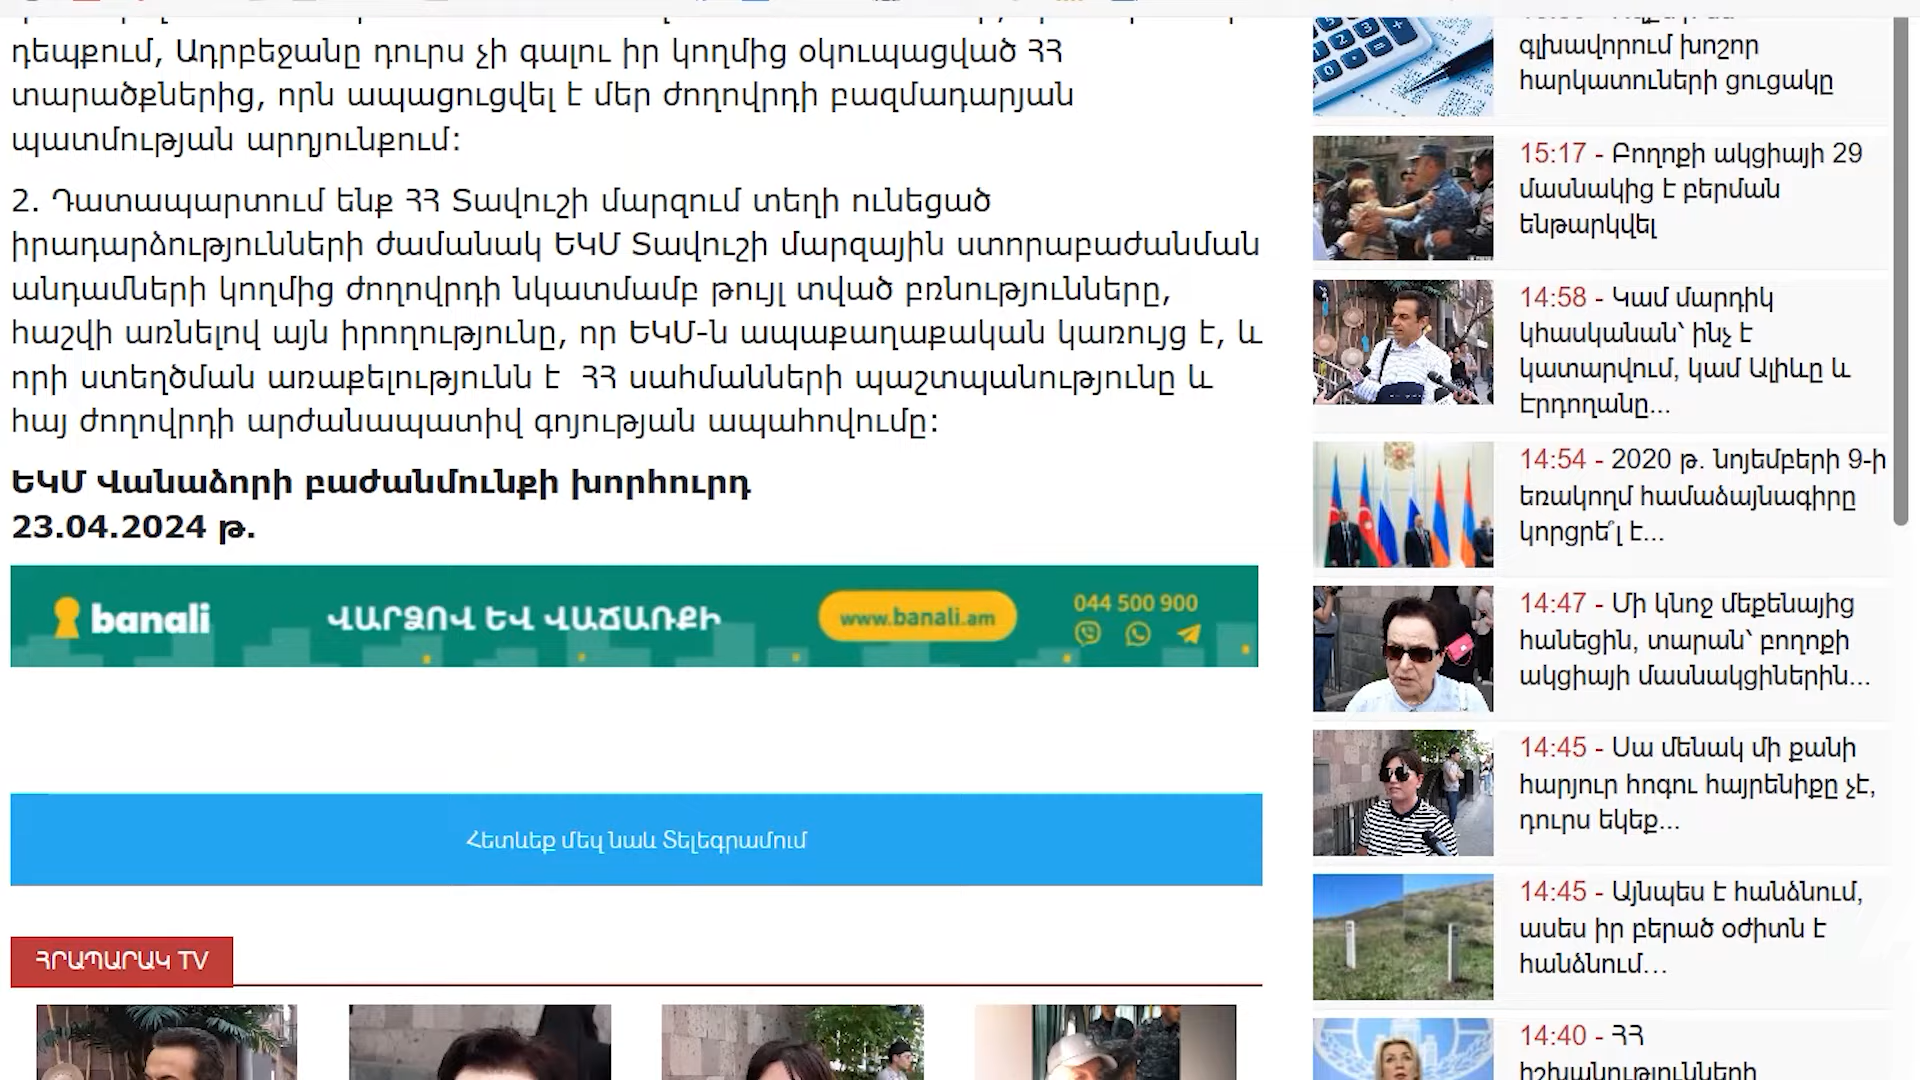 դեպքում, Ադրբեջանը դուրս չի գալու իր կողմից օկուպացված ՀՀ
տարածքներից, որն ապացուցվել է մեր ժողովրդի բազմադարյան
պատմության արդյունքում:
2. Դատապարտում ենք ՀՀ Տավուշի մարզում տեղի ունեցած
իրադարձությունների ժամանակ ԵԿՄ Տավուշի մարզային ստորաբաժանման
անդամների կողմից ժողովրդի նկատմամբ թույլ տված բռնությունները,
հաշվի առնելով այն իրողությունը, որ ԵԿՄ-ն ապաքաղաքական կառույց է, և
որի ստեղծման առաքելությունն է ՀՀ սահմանների պաշտպանությունը և
հայ ժողովրդի արժանապատիվ գոյության ապահովումը:
ԵԿՄ Վանաձորի բաժանմունքի խորհուրդ
23.04.2024 թ.
banali
ՎԱՐՁՈՎ ԵՎ ՎԱՃԱՌՔԻ
www.banali.am
044 500 900
Հետևեք մեզ նաև Տելեգրամում
ՀՐԱՊԱՐԱԿ TV
գլխավորում խոշոր
հարկատուների ցուցակը
15:17 - Բողոքի ակցիայի 29
մասնակից է բերման
ենթարկվել
14:58 - Կամ մարդիկ
կհասկանան՝ ինչ է
կատարվում, կամ Ալիևը և
Էրդողանը...
14:54 - 2020 թ. նոյեմբերի 9-ի
եռակողմ համաձայնագիրը
կորցրե՞լ է...
14:47 - Մի կնոջ մեքենայից
հանեցին, տարան՝ բողոքի
ակցիայի մասնակցիներին...
14:45 - Սա մենակ մի քանի
հարյուր հոգու հայրենիքը չէ,
դուրս եկեք...
14:45 - Այնպես է հանձնում,
ասես իր բերած օժիտն է
հանձնում...
14:40 - ՀՀ
իշխանությունների